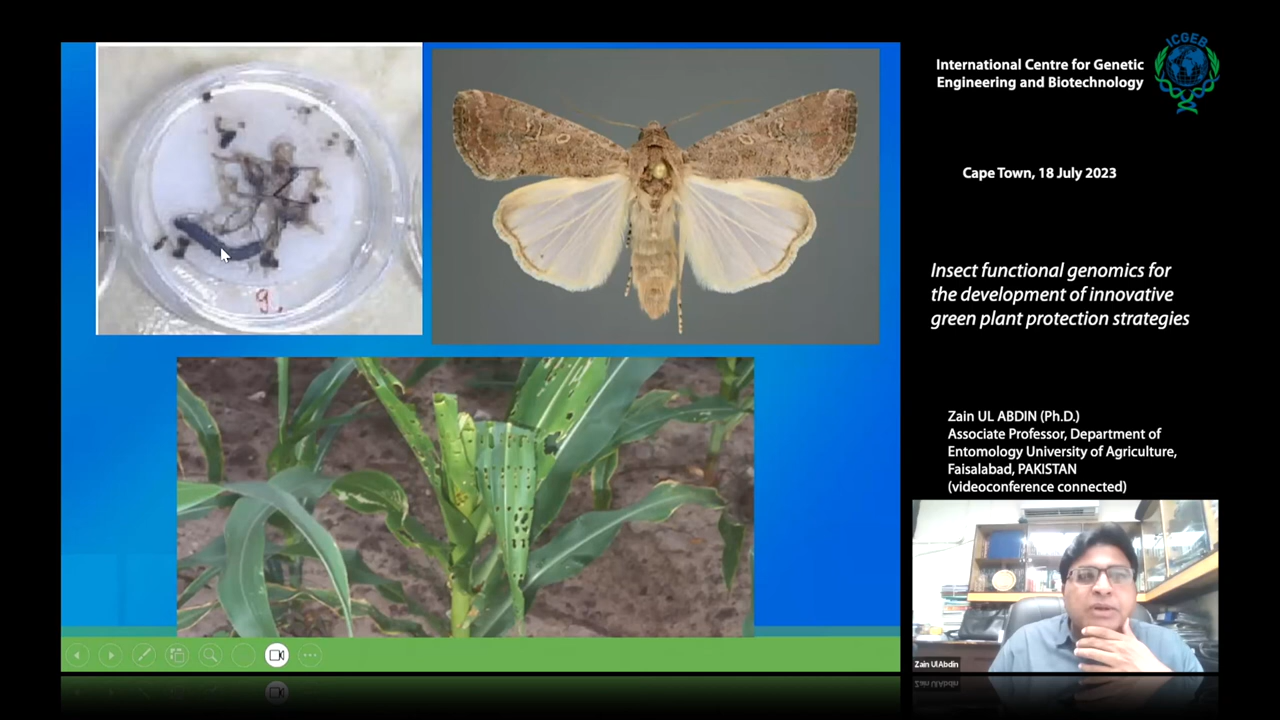 9.
International Centre for Genetic
Engineering and Biotechnology
ICGEB
Cape Town, 18 July 2023
Insect functional genomics for
the development of innovative
green plant protection strategies
Zain UL ABDIN (Ph.D.)
Associate Professor, Department of
Entomology University of Agriculture,
Faisalabad, PAKISTAN
(videoconference connected)
Zain UlAbdin